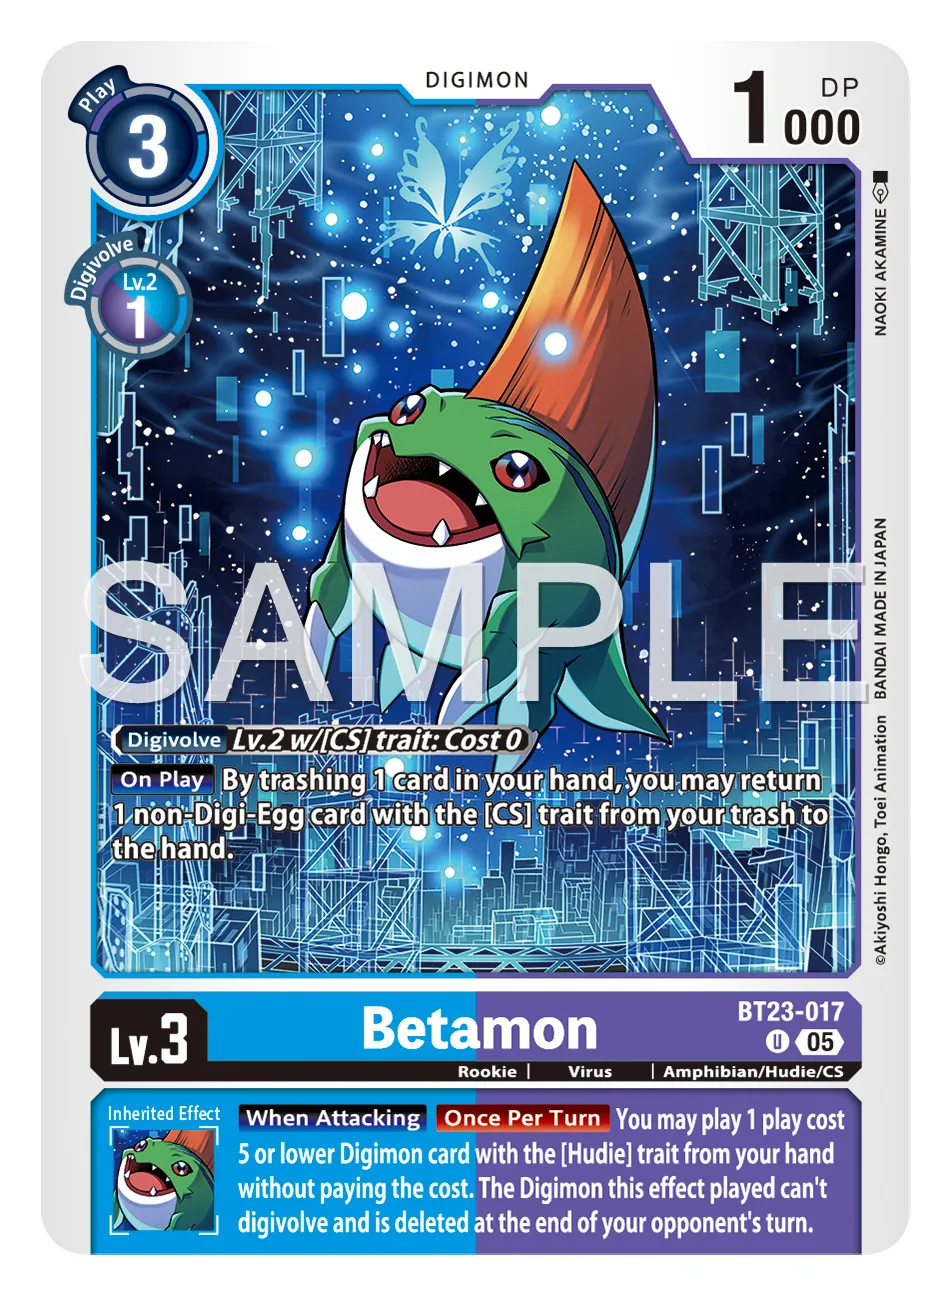 DIGIMON
Play
3
1000
DP
Digivolve
Lv.2
1
NAOKI AKAMINE
SAMPLE
©Akiyoshi Hongo, Toei Animation BANDAI MADE IN JAPAN
Digivolve Lv.2 w/[CS] trait: Cost 0
On Play By trashing 1 card in your hand, you may return
1 non-Digi-Egg card with the [CS] trait from your trash to
the hand.
Lv.3
Betamon
BT23-017
U 05
Rookie | Virus | Amphibian/Hudie/CS
Inherited Effect
When Attacking Once Per Turn You may play 1 play cost
5 or lower Digimon card with the [Hudie] trait from your hand
without paying the cost. The Digimon this effect played can't
digivolve and is deleted at the end of your opponent's turn.